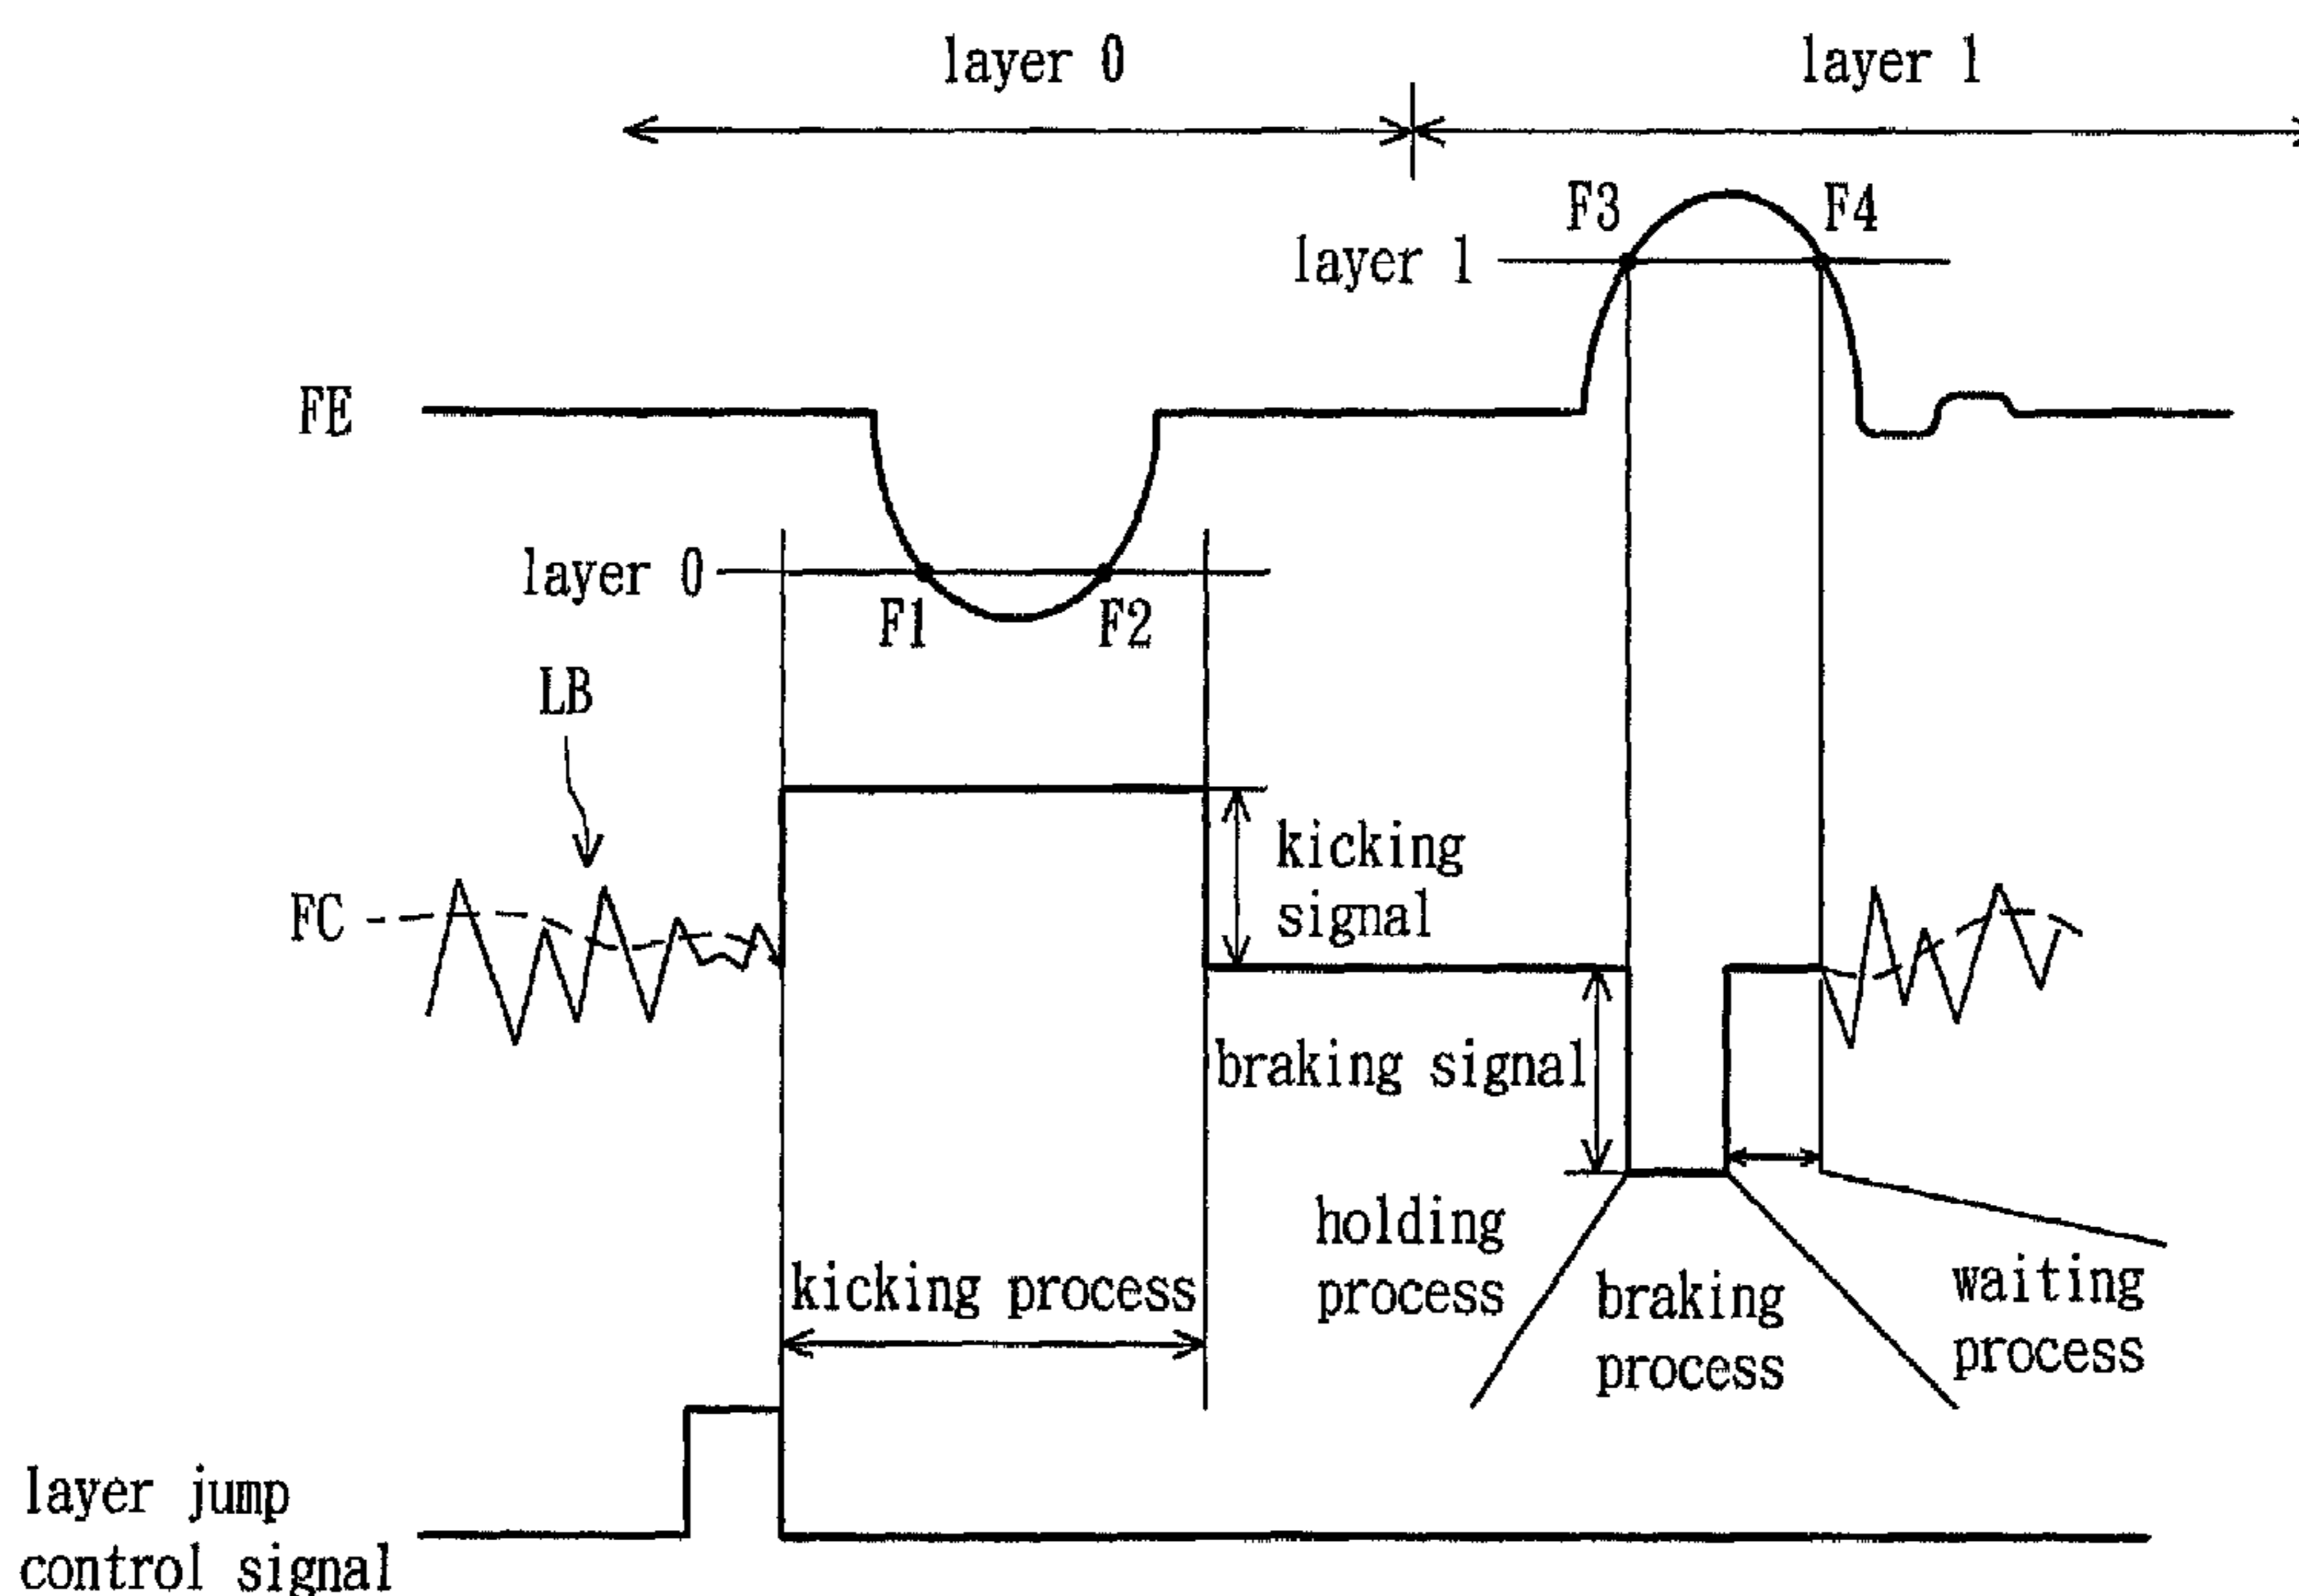 layer 0
layer 1
F3
F4
layer 1
FE
layer 0
F1
F2
LB
kicking
signal
FC
braking signal
holding
process
kicking process
braking
process
waiting
process
layer jump
control signal